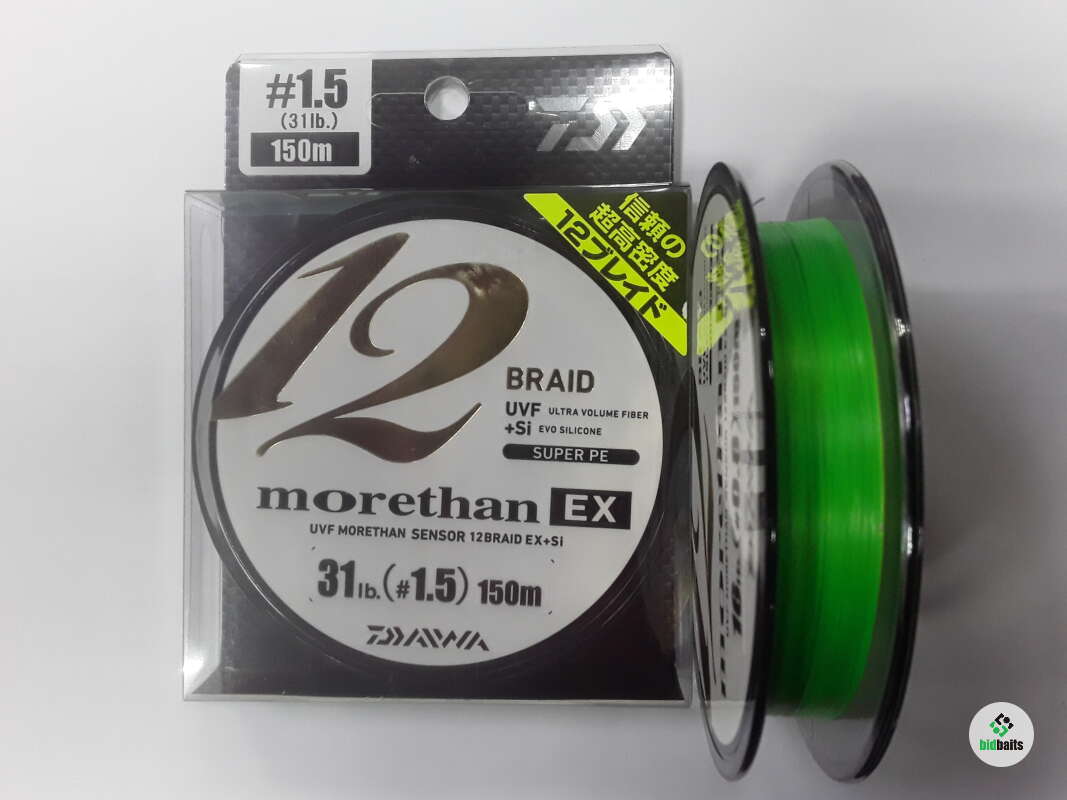 #1.5
(31lb.)
150m
信頼の
超高密度
12ブレイド
12
BRAID
UVF ULTRA VOLUME FIBER
+Si EVO SILICONE
SUPER PE
morethan EX
UVF MORETHAN SENSOR 12BRAID EX+Si
31lb.(#1.5) 150m
DAIWA
bidbaits